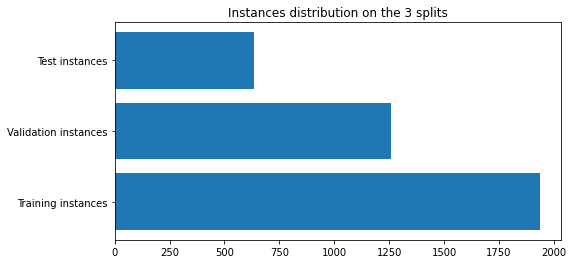 Instances distribution on the 3 splits
Test instances
Validation instances
Training instances
0 250 500 750 1000 1250 1500 1750 2000